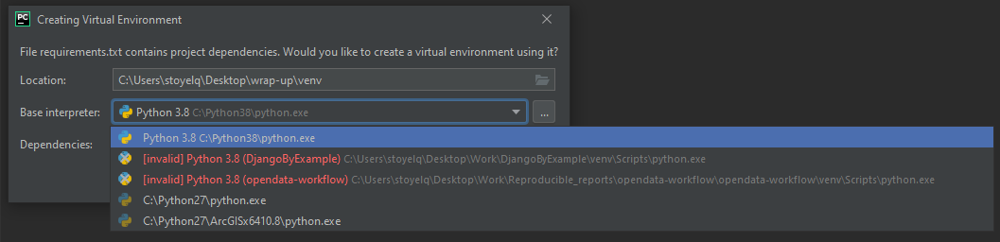 PC Creating Virtual Environment
File requirements.txt contains project dependencies. Would you like to create a virtual environment using it?
Location: C:\Users\stoyelq\Desktop\wrap-up\venv
Base interpreter: Python 3.8 C:\Python38\python.exe ...
Python 3.8 C:\Python38\python.exe
Dependencies:
[invalid] Python 3.8 (DjangoByExample) C:\Users\stoyelq\Desktop\Work\DjangoByExample\venv\Scripts\python.exe
[invalid] Python 3.8 (opendata-workflow) C:\Users\stoyelq\Desktop\Work\Reproducible_reports\opendata-workflow\opendata-workflow\venv\Scripts\python.exe
C:\Python27\python.exe
C:\Python27\ArcGISx6410.8\python.exe